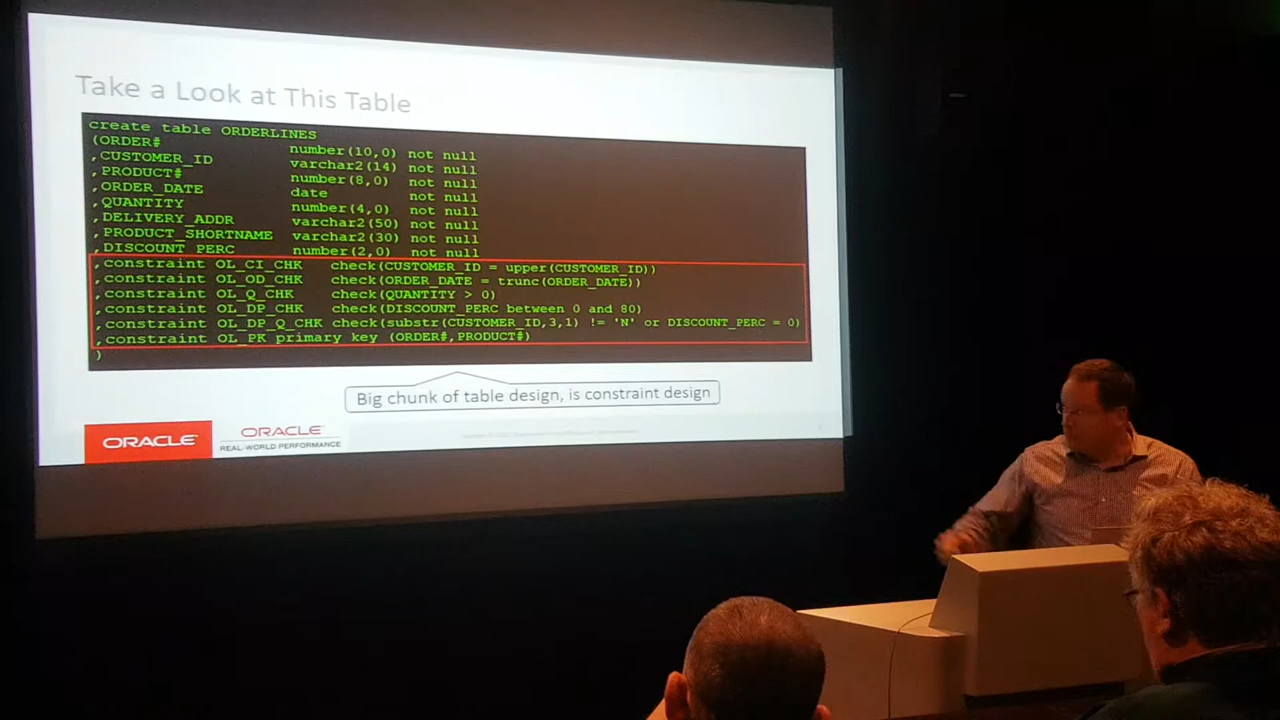 Take a Look at This Table
create table ORDERLINES
(ORDER# number(10,0) not null
,CUSTOMER_ID varchar2(14) not null
,PRODUCT# number(8,0) not null
,ORDER_DATE date not null
,QUANTITY number(4,0) not null
,DELIVERY_ADDR varchar2(50) not null
,PRODUCT_SHORTNAME varchar2(30) not null
,DISCOUNT_PERC number(2,0) not null
,constraint OL_CI_CHK check(CUSTOMER_ID = upper(CUSTOMER_ID))
,constraint OL_OD_CHK check(ORDER_DATE = trunc(ORDER_DATE))
,constraint OL_Q_CHK check(QUANTITY > 0)
,constraint OL_DP_CHK check(DISCOUNT_PERC between 0 and 80)
,constraint OL_DP_Q_CHK check(substr(CUSTOMER_ID,3,1) != 'N' or DISCOUNT_PERC = 0)
,constraint OL_PK primary key (ORDER#,PRODUCT#)
)
Big chunk of table design, is constraint design
ORACLE
ORACLE
REAL-WORLD PERFORMANCE